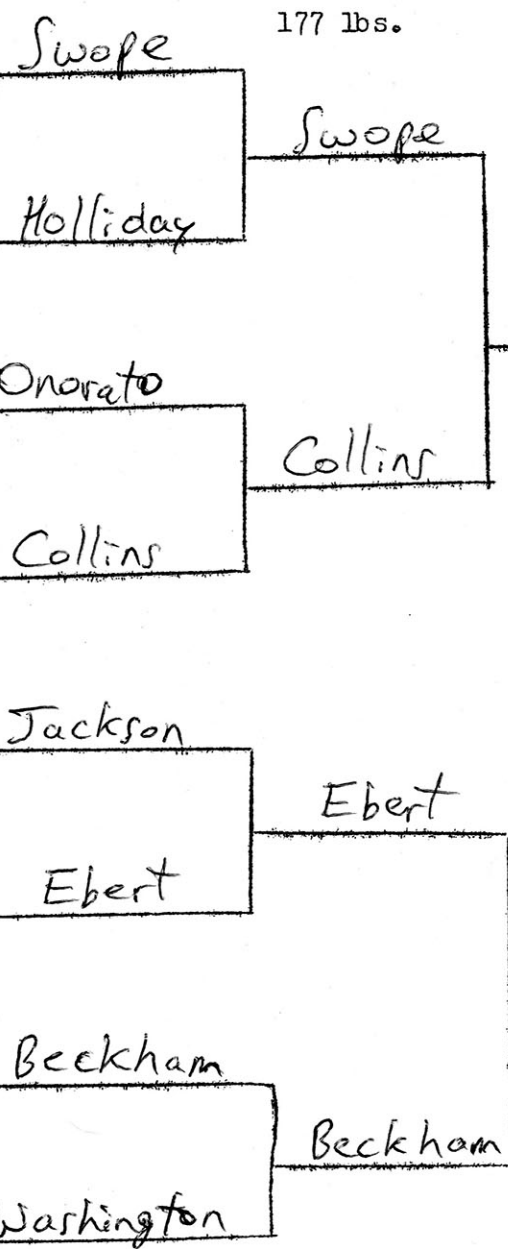 177 lbs.
Swope
Swope
Holliday
Onorato
Collins
Collins
Jackson
Ebert
Ebert
Beckham
Beckham
Washington